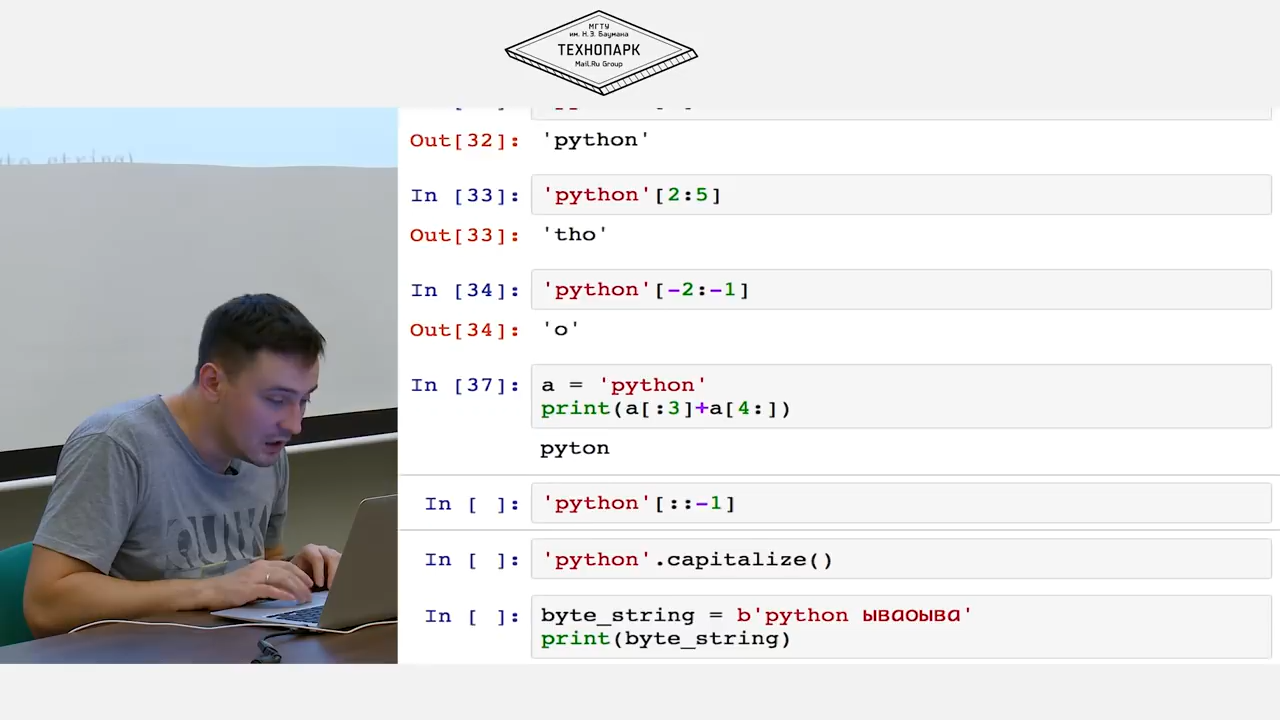 МГТУ
им. Н.Э. Баумана
ТЕХНОПАРК
Mail.Ru Group
Out[32]: 'python'
In [33]: 'python'[2:5]
Out[33]: 'tho'
In [34]: 'python'[-2:-1]
Out[34]: 'o'
In [37]: a = 'python'
print(a[:3]+a[4:])
pyton
In [ ]: 'python'[::-1]
In [ ]: 'python'.capitalize()
In [ ]: byte_string = b'python ываоыва'
print(byte_string)